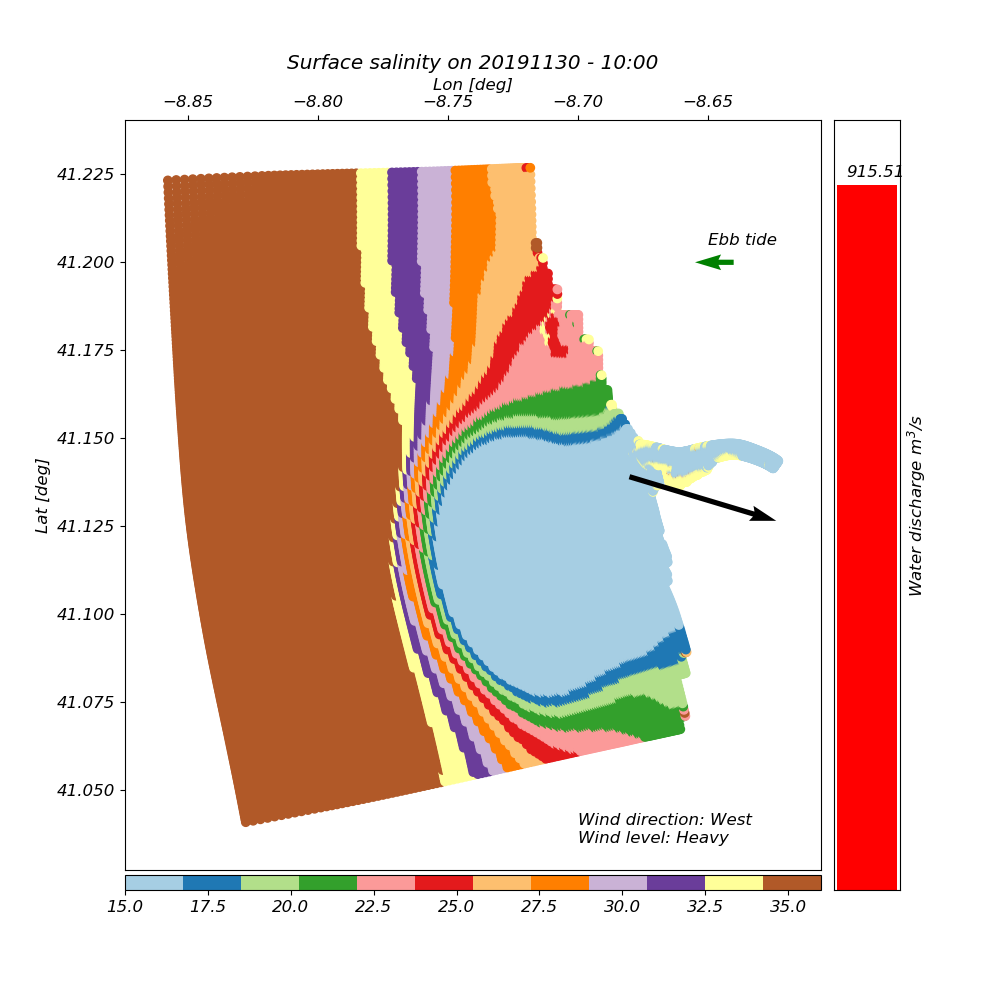 Surface salinity on 20191130 - 10:00
Lon [deg]
−8.85 −8.80 −8.75 −8.70 −8.65
915.51
41.225
41.200
41.175
41.150
41.125
41.100
41.075
41.050
Lat [deg]
Ebb tide
Wind direction: West
Wind level: Heavy
Water discharge m³/s
15.0 17.5 20.0 22.5 25.0 27.5 30.0 32.5 35.0